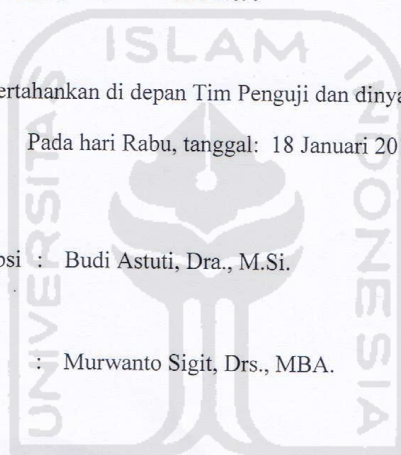 ISLAM
UNIVERSITAS
INDONESIA
ertahankan di depan Tim Penguji dan dinya
Pada hari Rabu, tanggal: 18 Januari 20
osi : Budi Astuti, Dra., M.Si.
: Murwanto Sigit, Drs., MBA.